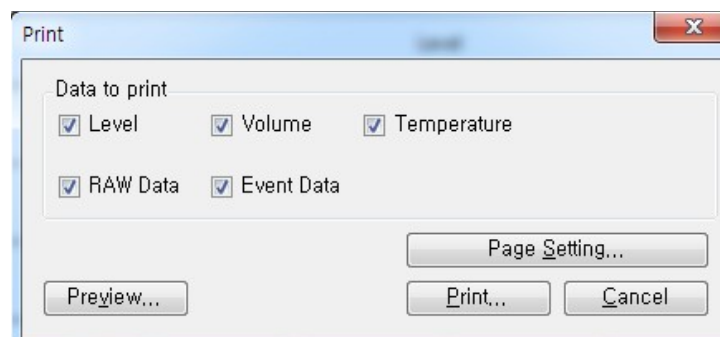 Print
Data to print
Level Volume Temperature
RAW Data Event Data
Page Setting...
Preview... Print... Cancel